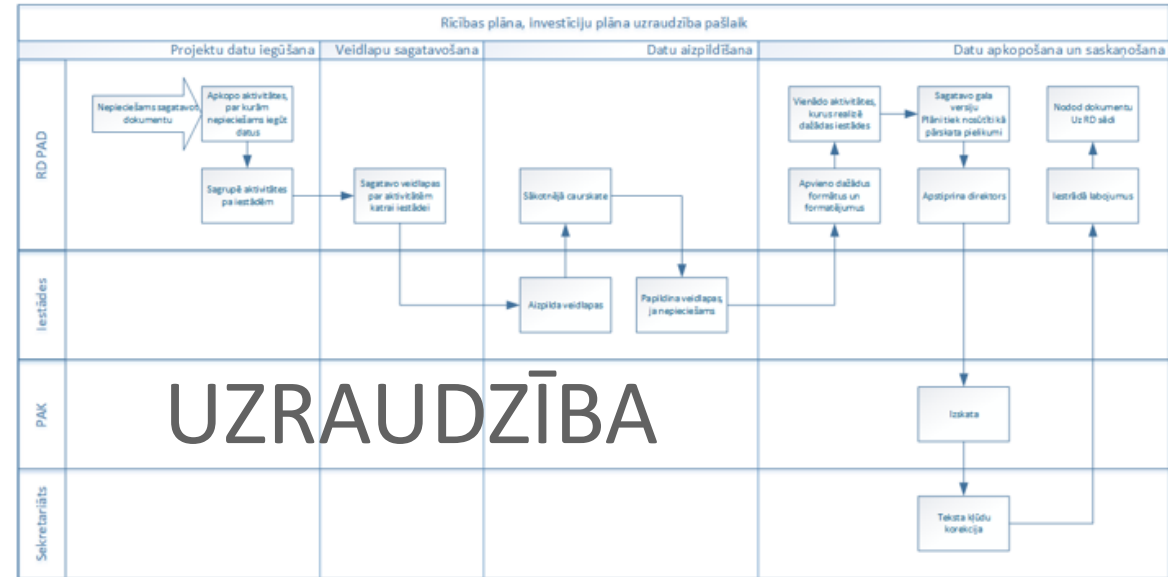 Rīcības plāna, investīciju plāna uzraudzība pašlaik
Projektu datu iegūšana
Veidlapu sagatavošana
Datu aizpildīšana
Datu apkopošana un saskaņošana
RD PAD
Nepieciešams sagatavot
dokumentu
Apkopo aktivitātes,
par kurām
nepieciešams iegūt
datus
Sagrupē aktivitātes
pa iestādēm
Sagatavo veidlapas
par aktivitātēm
katrai iestādei
Sākotnējā caurskate
Vienādo aktivitātes,
kurus realizē
dažādas iestādes
Apvieno dažādus
formātus un
formatējumus
Sagatavo gala
versiju
Plāni tiek nosūtīti kā
pārskata pielikumi
Apstiprina direktors
Nodod dokumentu
Uz RD sēdi
Iestrādā labojumus
Iestādes
Aizpilda veidlapas
Papildina veidlapas,
ja nepieciešams
PAK
UZRAUDZĪBA
Izskata
Sekretariāts
Teksta kļūdu
korekcija